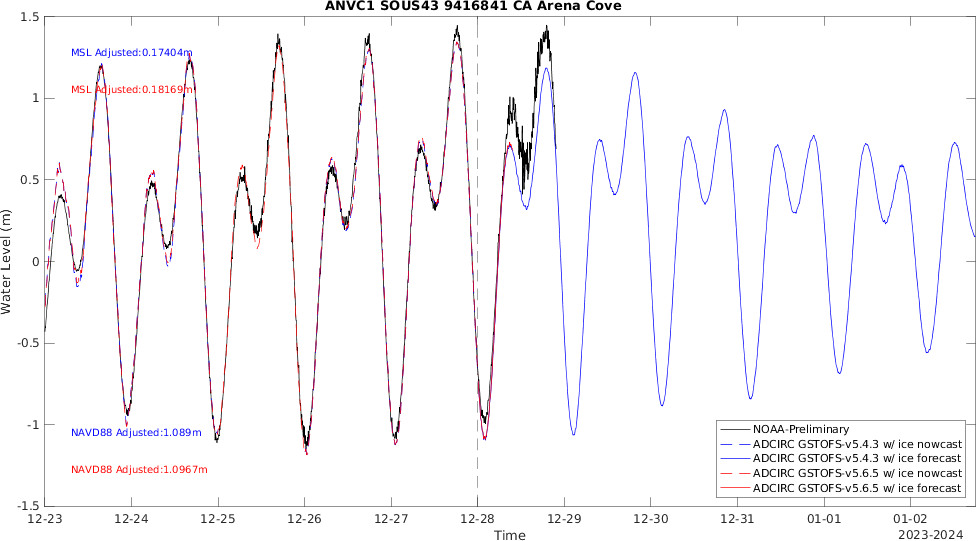 ANVC1 SOUS43 9416841 CA Arena Cove
1.5
1
0.5
0
-0.5
-1
-1.5
Water Level (m)
MSL Adjusted:0.17404m
MSL Adjusted:0.18169m
NAVD88 Adjusted:1.089m
NAVD88 Adjusted:1.0967m
NOAA-Preliminary
ADCIRC GSTOFS-v5.4.3 w/ ice nowcast
ADCIRC GSTOFS-v5.4.3 w/ ice forecast
ADCIRC GSTOFS-v5.6.5 w/ ice nowcast
ADCIRC GSTOFS-v5.6.5 w/ ice forecast
12-23 12-24 12-25 12-26 12-27 12-28 12-29 12-30 12-31 01-01 01-02
Time
2023-2024